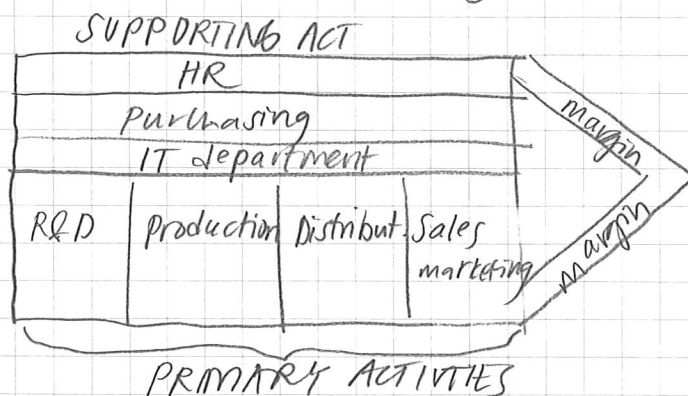 SUPPORTING ACT
HR
Purchasing
IT department
R&D
Production
Distribut.
Sales
marketing
margin
margin
PRIMARY ACTIVITIES